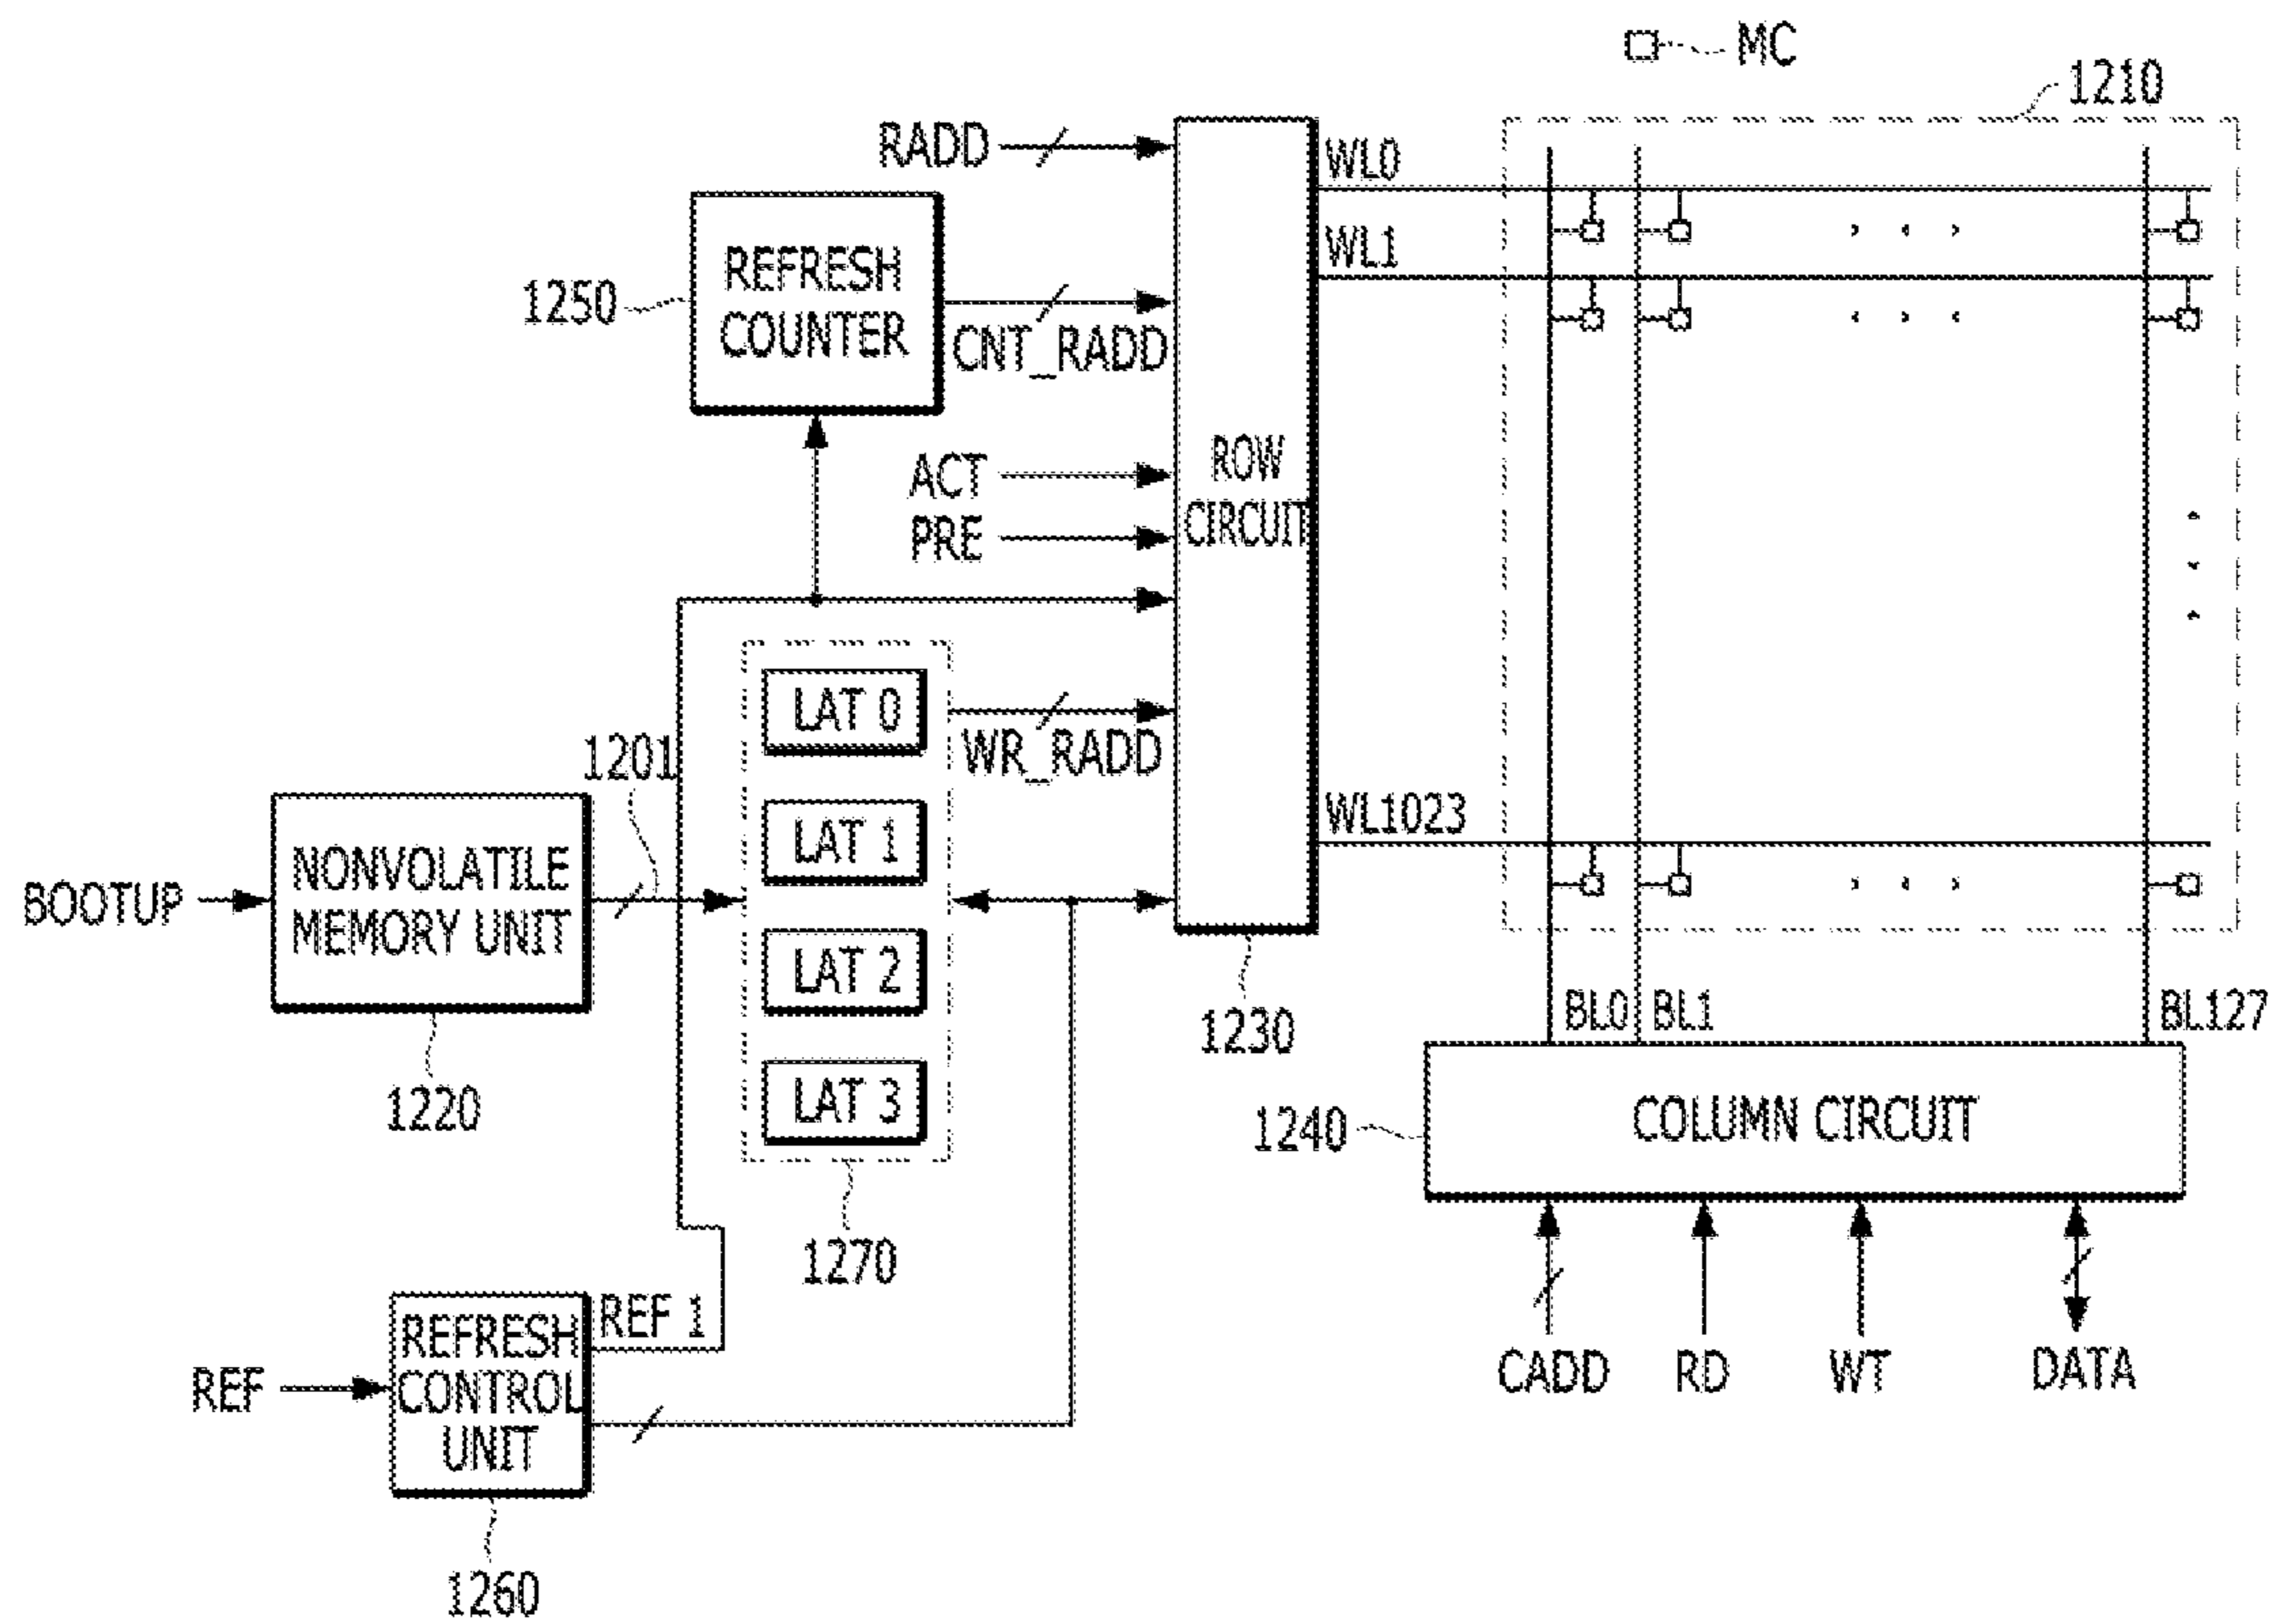 MC
1210
RADD
WL0
REFRESH
COUNTER
1250
CNT_RADD
WL1
ACT
PRE
ROW
CIRCUIT
LAT 0
WR_RADD
1201
LAT 1
WL1023
BOOTUP
NONVOLATILE
MEMORY UNIT
LAT 2
1220
LAT 3
1230
BL0
BL1
BL127
1240
COLUMN CIRCUIT
1270
REF 1
REF
REFRESH
CONTROL
UNIT
CADD
RD
WT
DATA
1260